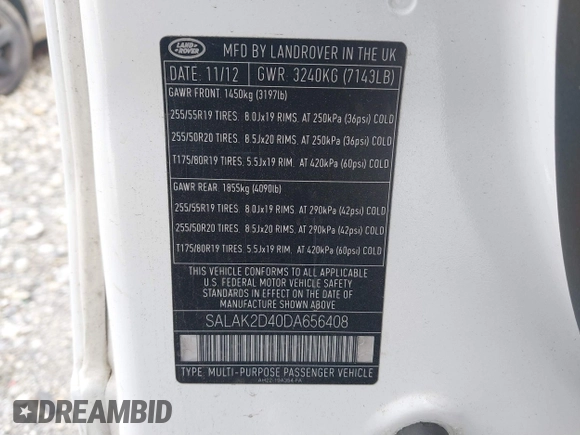 LAND ROVER
MFD BY LANDROVER IN THE UK
DATE: 11/12 GWR: 3240KG (7143LB)
GAWR FRONT: 1450kg (3197lb)
255/55R19 TIRES. 8.0Jx19 RIMS. AT 250kPa (36psi) COLD
255/50R20 TIRES. 8.5Jx20 RIMS. AT 250kPa (36psi) COLD
T175/80R19 TIRES. 5.5Jx19 RIM. AT 420kPa (60psi) COLD
GAWR REAR: 1855kg (4090lb)
255/55R19 TIRES. 8.0Jx19 RIMS. AT 290kPa (42psi) COLD
255/50R20 TIRES. 8.5Jx20 RIMS. AT 290kPa (42psi) COLD
T175/80R19 TIRES. 5.5Jx19 RIM. AT 420kPa (60psi) COLD
THIS VEHICLE CONFORMS TO ALL APPLICABLE
U.S. FEDERAL MOTOR VEHICLE SAFETY
STANDARDS IN EFFECT ON THE DATE OF
MANUFACTURE SHOWN ABOVE
SALAK2D40DA656408
TYPE: MULTI-PURPOSE PASSENGER VEHICLE
DREAMBID